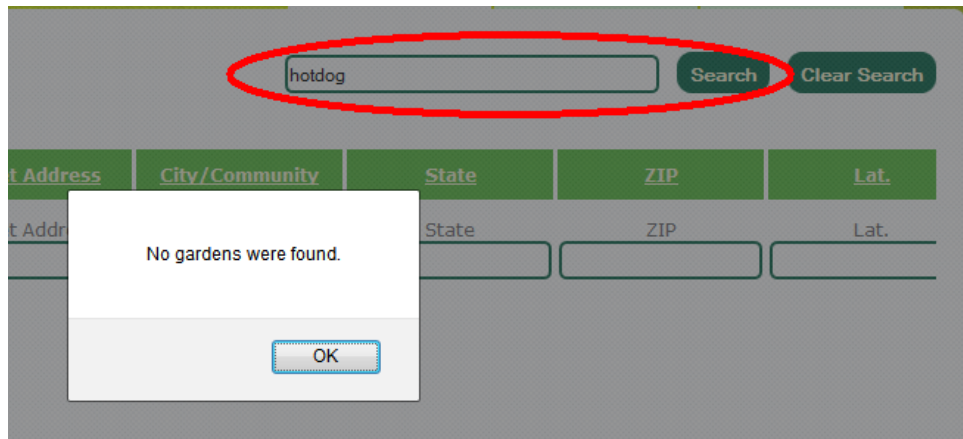 hotdog Search Clear Search
t Address City/Community State ZIP Lat.
t Addr State ZIP Lat.
No gardens were found.
OK